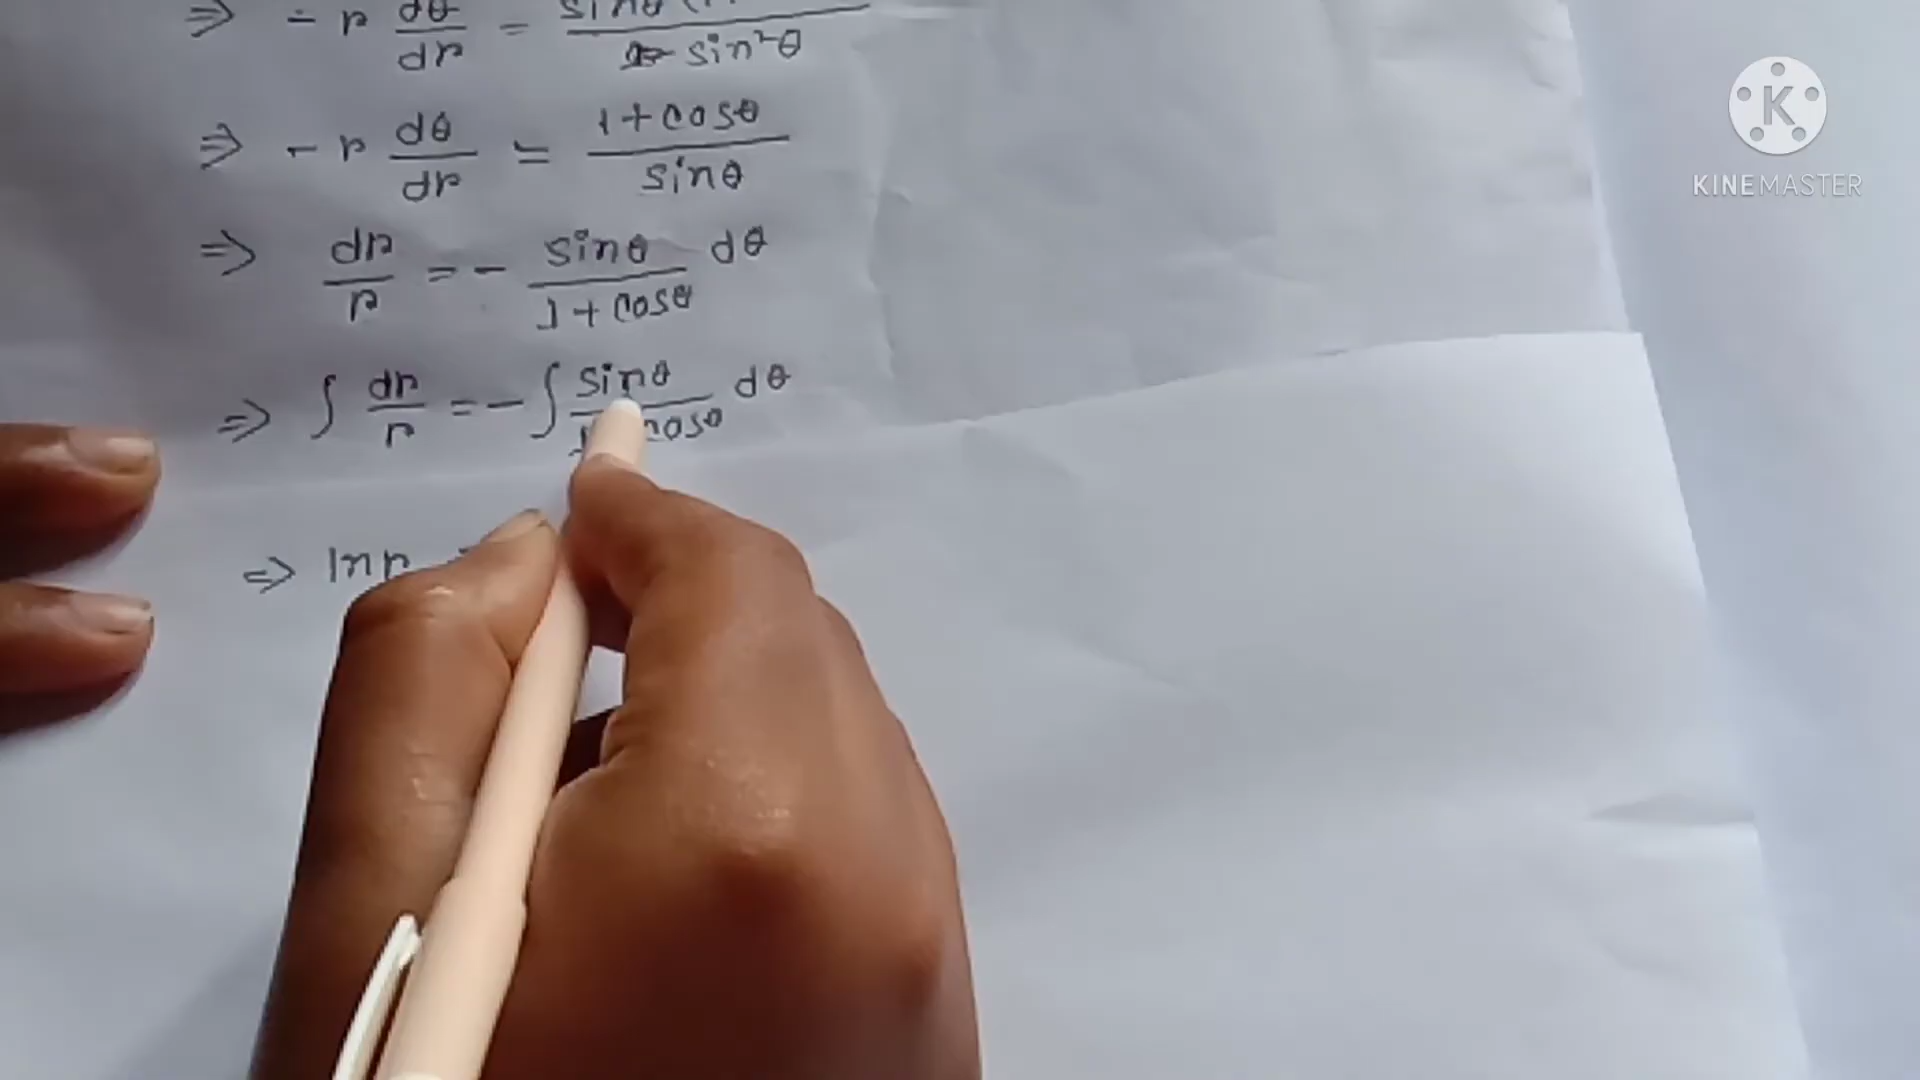 ⇒ - r dθ/dr = sinθ / sin²θ
⇒ - r dθ/dr = 1+cosθ / sinθ
⇒ dr/r = - sinθ / 1+cosθ dθ
⇒ ∫ dr/r = - ∫ sinθ / cosθ dθ
⇒ ln r
K
KINEMASTER